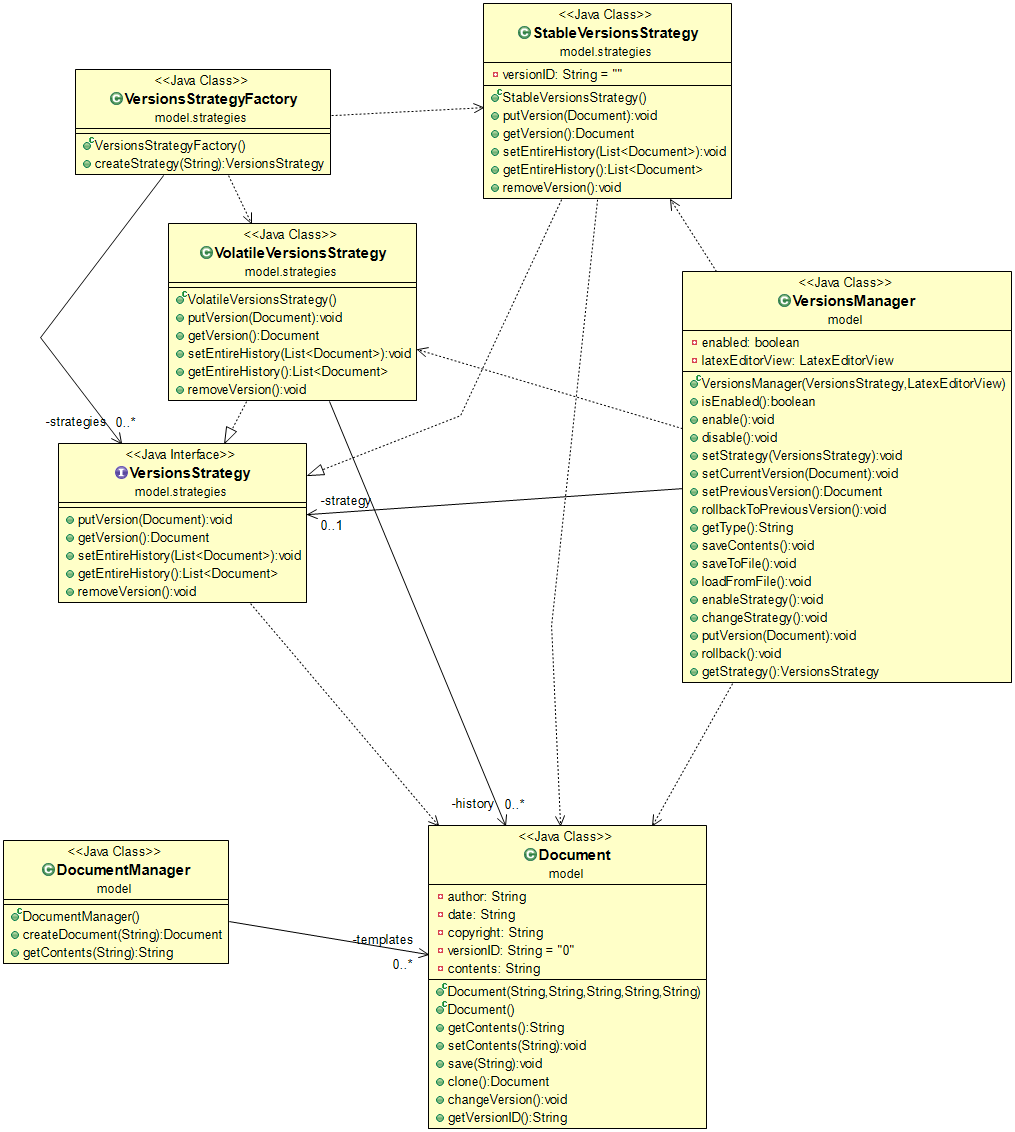 <<Java Class>>
StableVersionsStrategy
model.strategies
versionID: String = ""
StableVersionsStrategy()
putVersion(Document):void
getVersion():Document
setEntireHistory(List<Document>):void
getEntireHistory():List<Document>
removeVersion():void
<<Java Class>>
VersionsStrategyFactory
model.strategies
VersionsStrategyFactory()
createStrategy(String):VersionsStrategy
<<Java Class>>
VolatileVersionsStrategy
model.strategies
VolatileVersionsStrategy()
putVersion(Document):void
getVersion():Document
setEntireHistory(List<Document>):void
getEntireHistory():List<Document>
removeVersion():void
<<Java Class>>
VersionsManager
model
enabled: boolean
latexEditorView: LatexEditorView
VersionsManager(VersionsStrategy,LatexEditorView)
isEnabled():boolean
enable():void
disable():void
setStrategy(VersionsStrategy):void
setCurrentVersion(Document):void
setPreviousVersion():Document
rollbackToPreviousVersion():void
getType():String
saveContents():void
saveToFile():void
loadFromFile():void
enableStrategy():void
changeStrategy():void
putVersion(Document):void
rollback():void
getStrategy():VersionsStrategy
-strategies 0..*
<<Java Interface>>
VersionsStrategy
model.strategies
putVersion(Document):void
getVersion():Document
setEntireHistory(List<Document>):void
getEntireHistory():List<Document>
removeVersion():void
-strategy
0..1
-history 0..*
<<Java Class>>
DocumentManager
model
DocumentManager()
createDocument(String):Document
getContents(String):String
-templates
0..*
<<Java Class>>
Document
model
author: String
date: String
copyright: String
versionID: String = "0"
contents: String
Document(String,String,String,String,String)
Document()
getContents():String
setContents(String):void
save(String):void
clone():Document
changeVersion():void
getVersionID():String